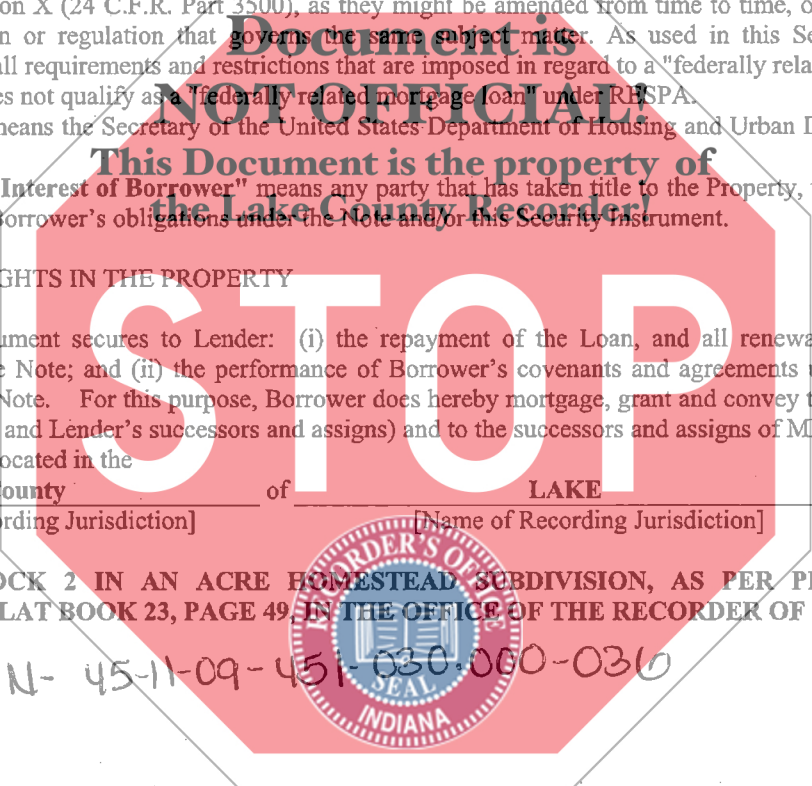 on X (24 C.F.R. Part 3500), as they might be amended from time to time, o
n or regulation that governs the same subject matter. As used in this Se
all requirements and restrictions that are imposed in regard to a "federally rela
es not qualify as a "federally related mortgage loan" under RESPA.
means the Secretary of the United States Department of Housing and Urban D
Interest of Borrower" means any party that has taken title to the Property,
Borrower's obligations under the Note and/or this Security Instrument.
Document is
NOT OFFICIAL!
This Document is the property of
the Lake County Recorder!
GHTS IN THE PROPERTY
STOP
ument secures to Lender: (i) the repayment of the Loan, and all renewa
e Note; and (ii) the performance of Borrower's covenants and agreements
Note. For this purpose, Borrower does hereby mortgage, grant and convey t
and Lender's successors and assigns) and to the successors and assigns of M
ocated in the
County of LAKE
ording Jurisdiction] [Name of Recording Jurisdiction]
OCK 2 IN AN ACRE HOMESTEAD SUBDIVISION, AS PER P
LAT BOOK 23, PAGE 49, IN THE OFFICE OF THE RECORDER OF
N- 45-11-09-451-030.000-036
RECORDER'S OFFICE
SEAL
INDIANA